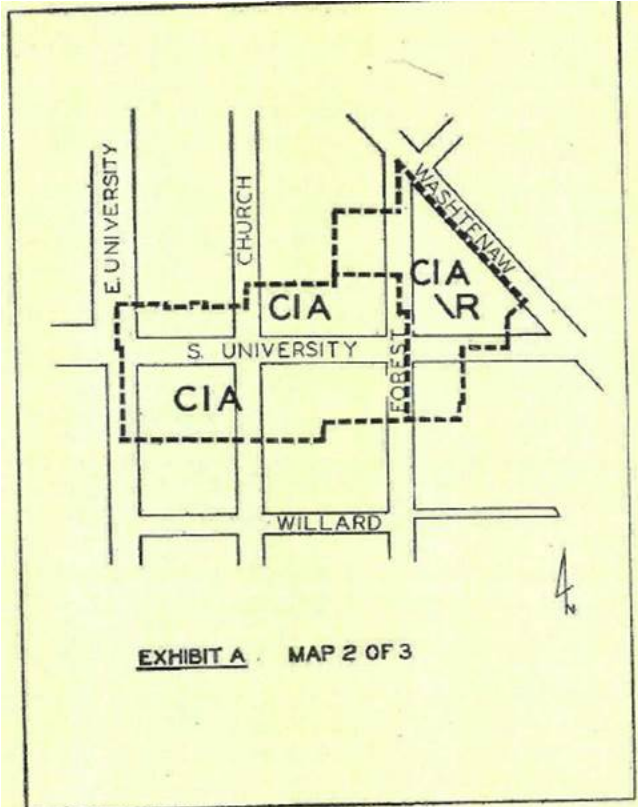 E. UNIVERSITY
CHURCH
WASHTENAW
CIA
\R
CIA
S. UNIVERSITY
FOREST
CIA
WILLARD
N
EXHIBIT A. MAP 2 OF 3